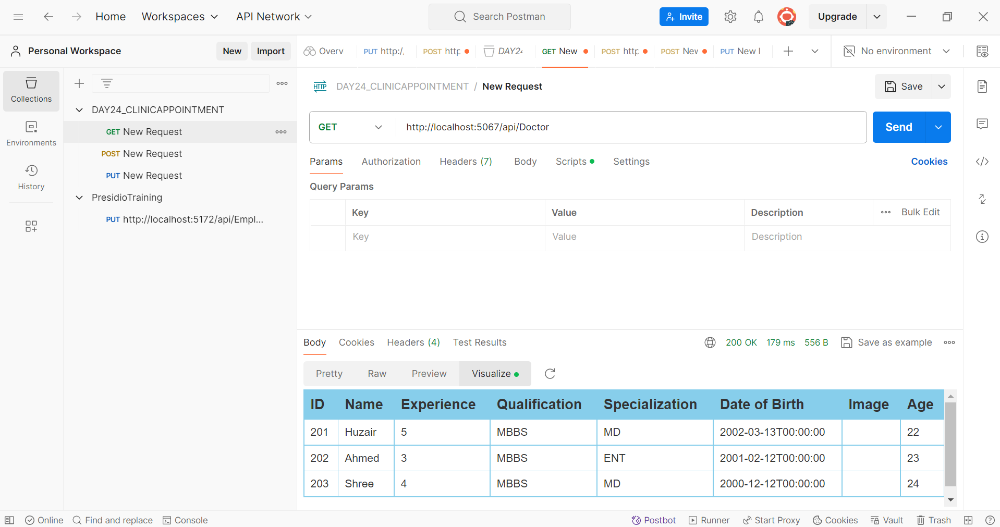 Home Workspaces API Network Search Postman Invite Upgrade
Personal Workspace New Import Overv PUT http:/, POST http GET New POST http POST New PUT New No environment
Collections
Environments
History
DAY24_CLINICAPPOINTMENT
GET New Request
POST New Request
PUT New Request
PresidioTraining
PUT http://localhost:5172/api/Empl...
HTTP DAY24_CLINICAPPOINTMENT / New Request Save
GET http://localhost:5067/api/Doctor Send
Params Authorization Headers (7) Body Scripts Settings Cookies
Query Params
Key Value Description Bulk Edit
Key Value Description
Body Cookies Headers (4) Test Results 200 OK 179 ms 556 B Save as example
Pretty Raw Preview Visualize
ID Name Experience Qualification Specialization Date of Birth Image Age
201 Huzair 5 MBBS MD 2002-03-13T00:00:00 22
202 Ahmed 3 MBBS ENT 2001-02-12T00:00:00 23
203 Shree 4 MBBS MD 2000-12-12T00:00:00 24
Online Find and replace Console Postbot Runner Start Proxy Cookies Vault Trash